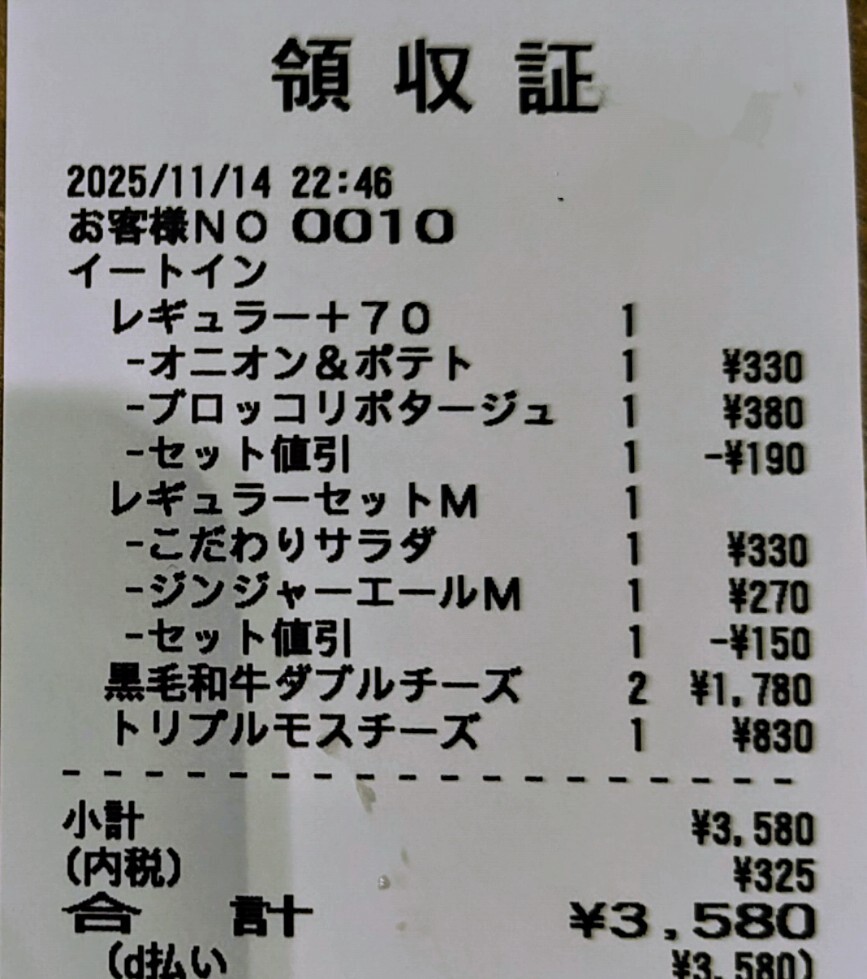 領収証
2025/11/14 22:46
お客様NO 0010
イートイン
レギュラー+70 1
-オニオン&ポテト 1 ¥330
-ブロッコリポタージュ 1 ¥380
-セット値引 1 -¥190
レギュラーセットM 1
-こだわりサラダ 1 ¥330
-ジンジャーエールM 1 ¥270
-セット値引 1 -¥150
黒毛和牛ダブルチーズ 2 ¥1,780
トリプルモスチーズ 1 ¥830
小計 ¥3,580
(内税) ¥325
合計 ¥3,580
(d払い ¥3,580)